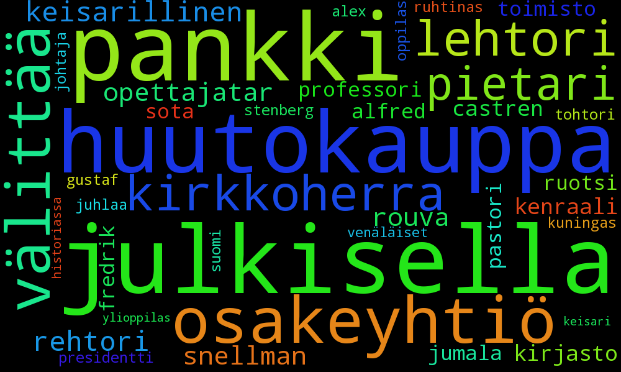 keisarillinen
alex
ruhtinas
toimisto
oppilas
johtaja
pankki
lehtori
välittää
opettajatar
professori
pietari
sota
stenberg
alfred
castren
tohtori
huutokauppa
gustaf
kirkkoherra
ruotsi
juhlaa
rouva
pastori
kenraali
historiassa
fredrik
suomi
venäläiset
kuningas
julkisella
osakeyhtiö
ylioppilas
keisari
rehtori
presidentti
snellman
jumala
kirjasto